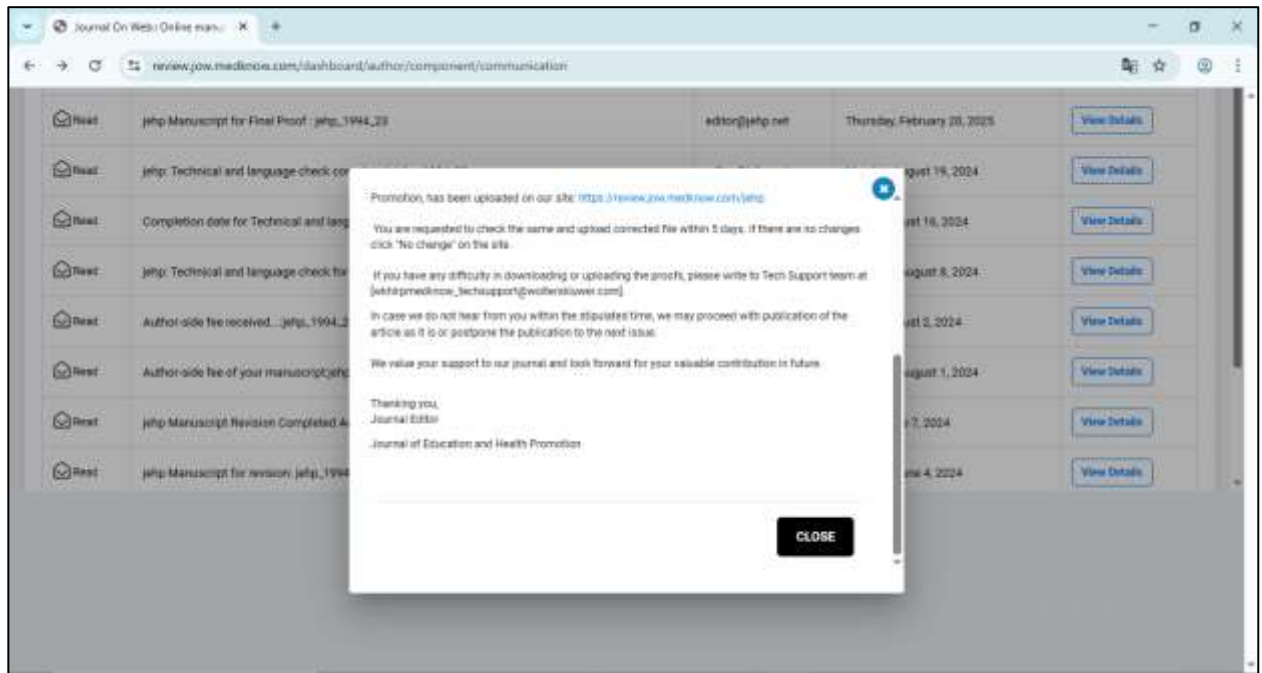 Journal On Web : Online manu
review.jow.medknow.com/dashboard/author/component/communication
Read jehp Manuscript for Final Proof : jehp_1994_23 editor@jehp.net Thursday, February 20, 2025 View Details
Read jehp: Technical and language check gust 19, 2024 View Details
Read Completion date for Technical and lang ust 16, 2024 View Details
Read jehp: Technical and language check for ugust 8, 2024 View Details
Read Author-side fee received...:jehp_1994_2 ust 2, 2024 View Details
Read Author-side fee of your manuscript:jehp ugust 1, 2024 View Details
Read jehp Manuscript Revision Completed A 7, 2024 View Details
Read jehp Manuscript for revision: jehp_1994 ne 4, 2024 View Details
Promotion, has been uploaded on our site: https://review.jow.medknow.com/jehp.
You are requested to check the same and upload corrected file within 5 days. If there are no changes
click "No change" on the site.
If you have any difficulty in downloading or uploading the proofs, please write to Tech Support team at
[wkhlrpmedknow_techsupport@wolterskluwer.com]
In case we do not hear from you within the stipulated time, we may proceed with publication of the
article as it is or postpone the publication to the next issue.
We value your support to our journal and look forward for your valuable contribution in future.
Thanking you,
Journal Editor
Journal of Education and Health Promotion
CLOSE